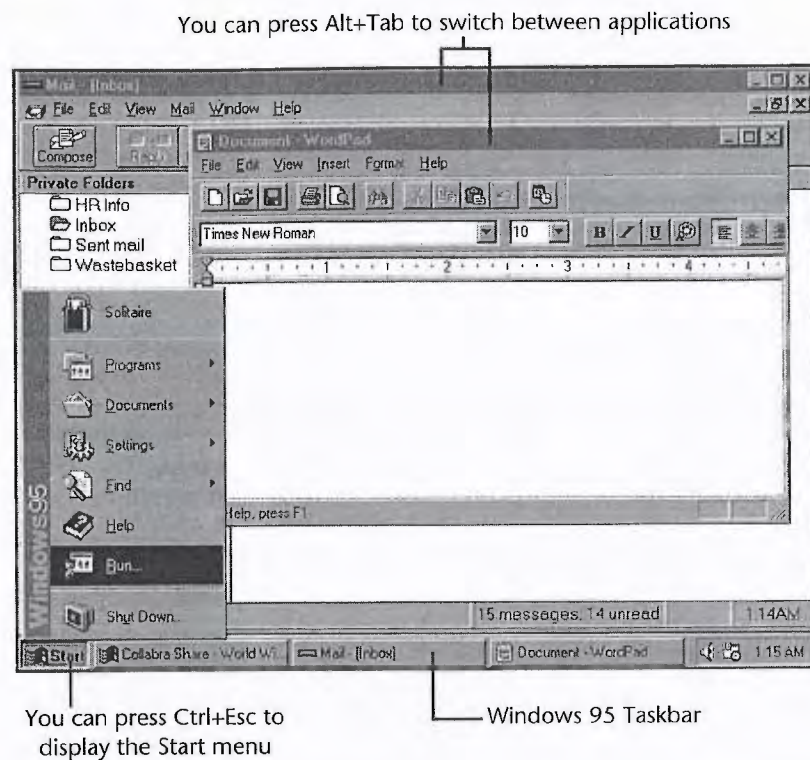 You can press Alt+Tab to switch between applications
Mail - [Inbox]
File Edit View Mail Window Help
Compose Reply
Document - WordPad
File Edit View Insert Format Help
Private Folders
HR Info
Inbox
Sent mail
Wastebasket
Times New Roman 10 B I U
1 2 3 4
Solitaire
Programs
Documents
Settings
Find
Help
Run...
Shut Down...
Windows95
Help, press F1
15 messages, 14 unread 1:14AM
Start Collabra Share - World Wi... Mail - [Inbox] Document - WordPad 1:15 AM
You can press Ctrl+Esc to
display the Start menu
Windows 95 Taskbar